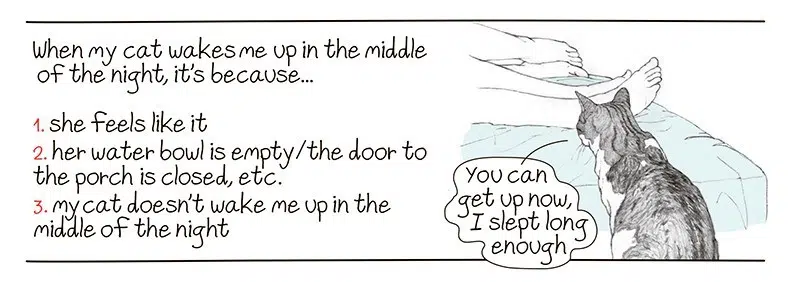 When my cat wakes me up in the middle
of the night, it's because...
1. she feels like it
2. her water bowl is empty/the door to
the porch is closed, etc.
3. my cat doesn't wake me up in the
middle of the night
You can
get up now,
I slept long
enough